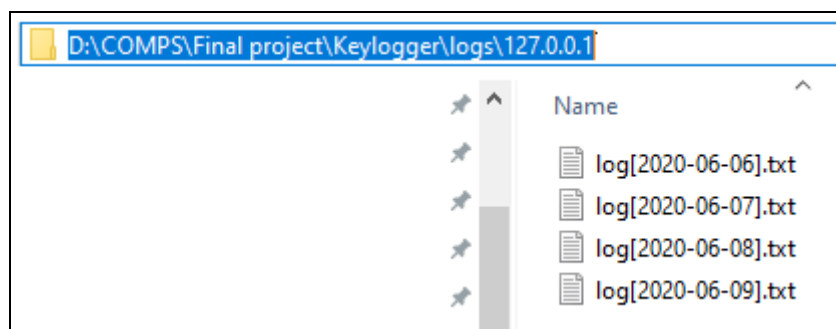 D:\COMPS\Final project\Keylogger\logs\127.0.0.1
Name
log[2020-06-06].txt
log[2020-06-07].txt
log[2020-06-08].txt
log[2020-06-09].txt